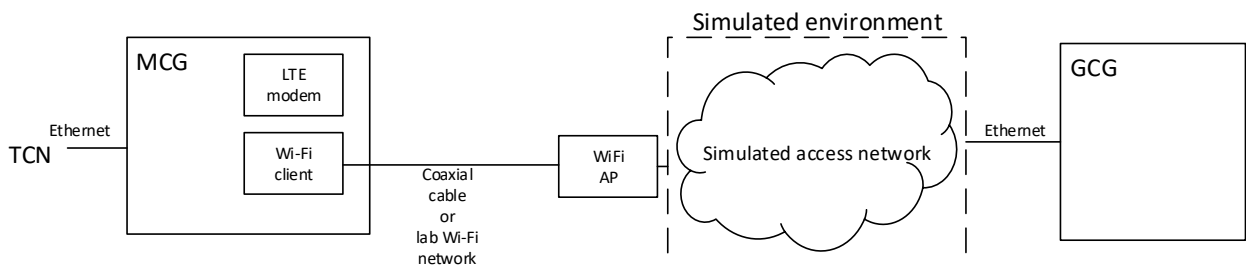 Simulated environment
MCG
LTE
modem
GCG
Ethernet
TCN
Wi-Fi
client
WiFi
AP
Simulated access network
Ethernet
Coaxial
cable
or
lab Wi-Fi
network